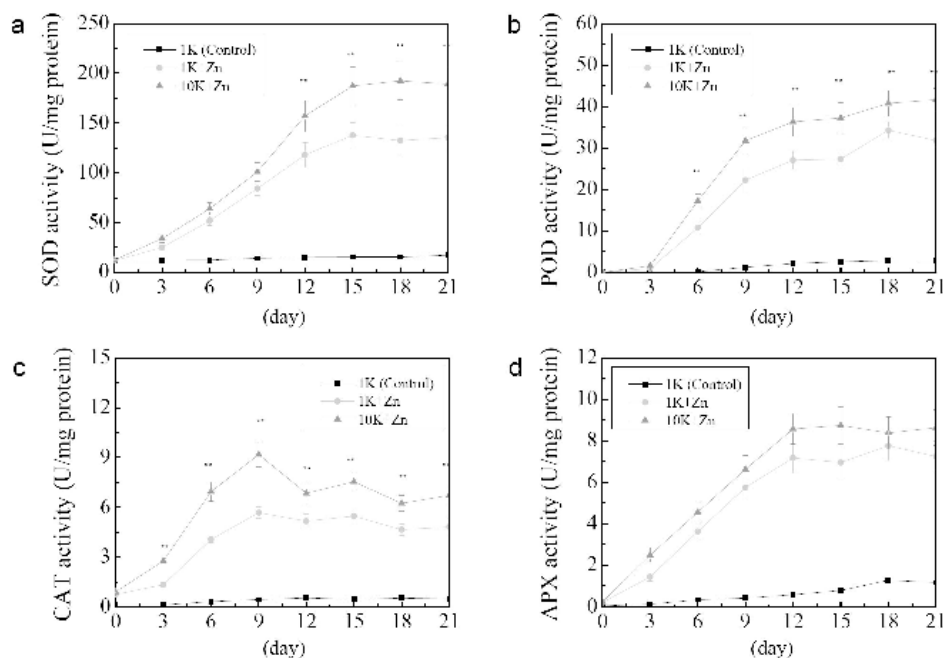 a
SOD activity (U/mg protein)
250
200
150
100
50
0
1K (Control)
1K+Zn
10K+Zn
** ** ** **
0 3 6 9 12 15 18 21
(day)
b
POD activity (U/mg protein)
60
50
40
30
20
10
0
1K (Control)
1K+Zn
10K+Zn
** ** ** ** ** **
0 3 6 9 12 15 18 21
(day)
c
CAT activity (U/mg protein)
15
12
9
6
3
0
1K (Control)
1K+Zn
10K+Zn
** ** ** ** ** ** **
0 3 6 9 12 15 18 21
(day)
d
APX activity (U/mg protein)
12
10
8
6
4
2
0
1K (Control)
1K+Zn
10K+Zn
0 3 6 9 12 15 18 21
(day)